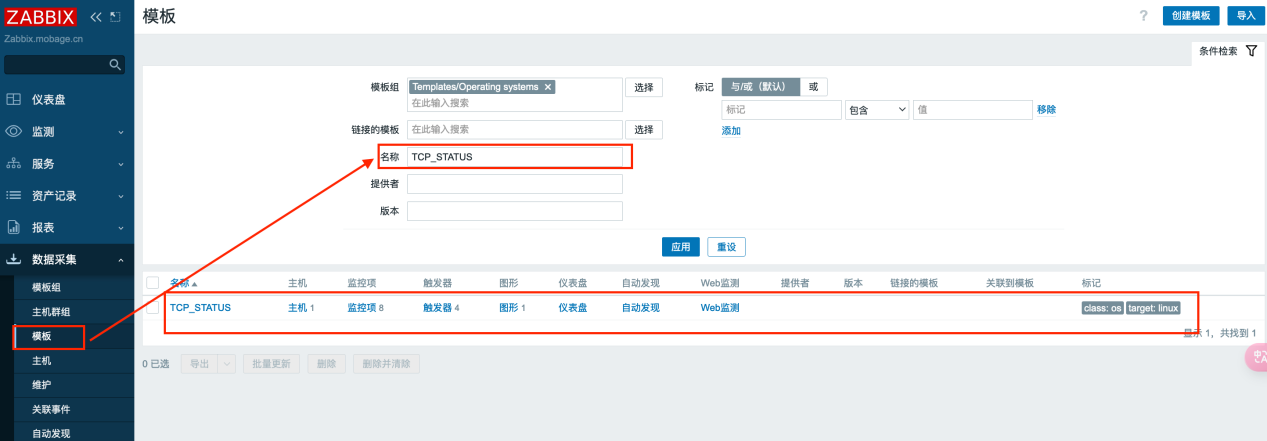 ZABBIX
Zabbix.mobage.cn
仪表盘
监测
服务
资产记录
报表
数据采集
模板组
主机群组
模板
主机
维护
关联事件
自动发现
模板
? 创建模板 导入
条件检索
模板组 Templates/Operating systems × 选择
在此输入搜索
链接的模板 在此输入搜索 选择
名称 TCP_STATUS
提供者
版本
标记 与/或（默认） 或
标记 包含 值 移除
添加
应用 重设
名称 主机 监控项 触发器 图形 仪表盘 自动发现 Web监测 提供者 版本 链接的模板 关联到模板 标记
TCP_STATUS 主机 1 监控项 8 触发器 4 图形 1 仪表盘 自动发现 Web监测 class: os target: linux
显示 1，共找到 1
0 已选 导出 批量更新 删除 删除并清除